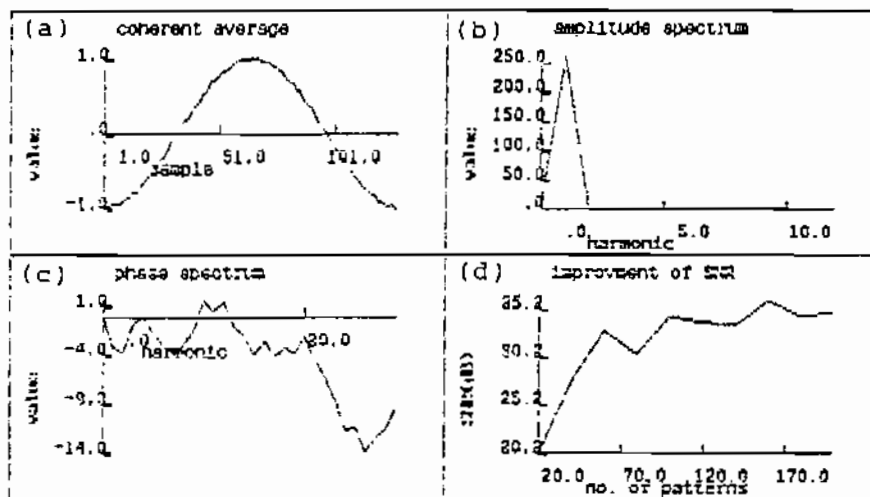 (a) coherent average
1.0
.0
-1.0
value
1.0 51.0 101.0
sample
(b) amplitude spectrum
250.0
200.0
150.0
100.0
50.0
.0
value
.0 5.0 10.0
harmonic
(c) phase spectrum
1.0
-4.0
-9.0
-14.0
value
.0 20.0
harmonic
(d) improvment of SNR
35.2
30.2
25.2
20.2
SNR(dB)
20.0 70.0 120.0 170.0
no. of patterns